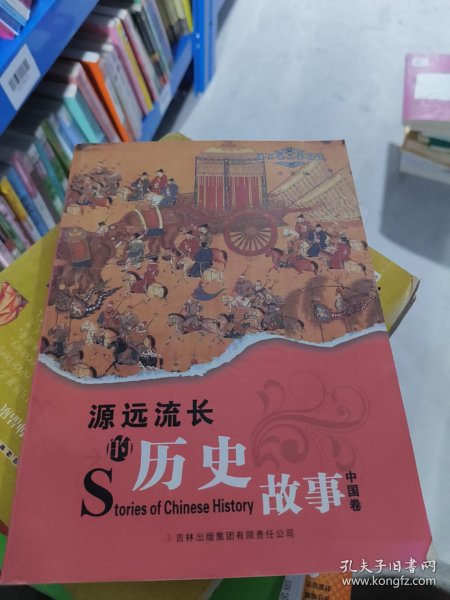 源远流长
的历史故事
中国卷
Stories of Chinese History
吉林出版集团有限责任公司
孔夫子旧书网
www.kongfz.com